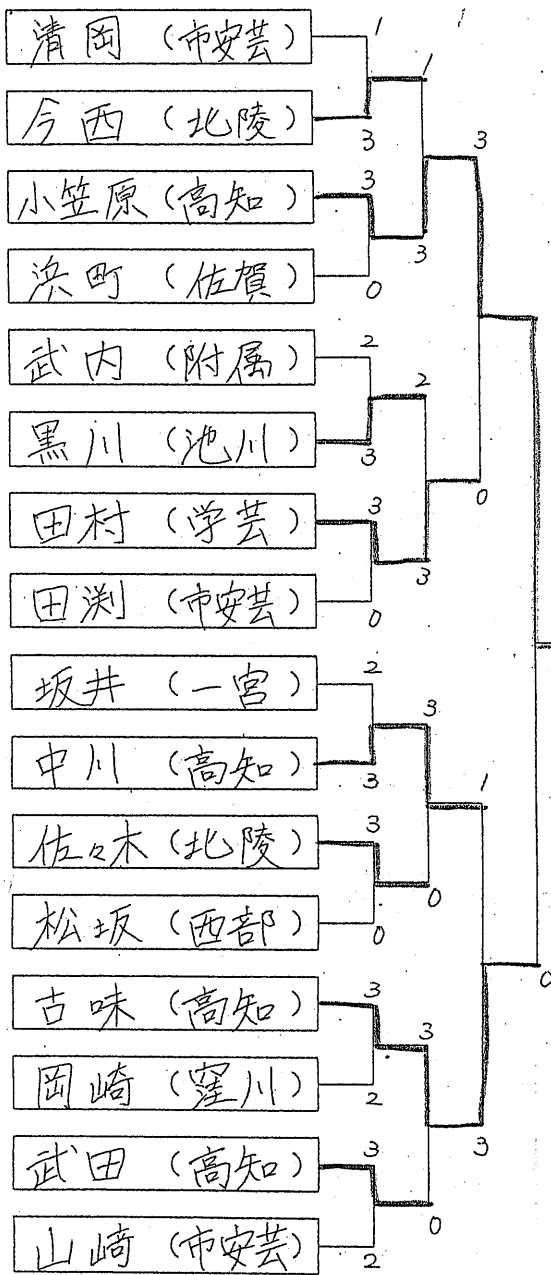 清岡（市安芸）
1
今西（北陵）
3
1
小笠原（高知）
3
3
3
浜町（佐賀）
0
武内（附属）
2
2
黒川（池川）
3
0
田村（学芸）
3
3
田渕（市安芸）
0
坂井（一宮）
2
3
中川（高知）
3
1
佐々木（北陵）
3
0
松坂（西部）
0
0
古味（高知）
3
3
岡崎（窪川）
2
3
武田（高知）
3
0
山﨑（市安芸）
2